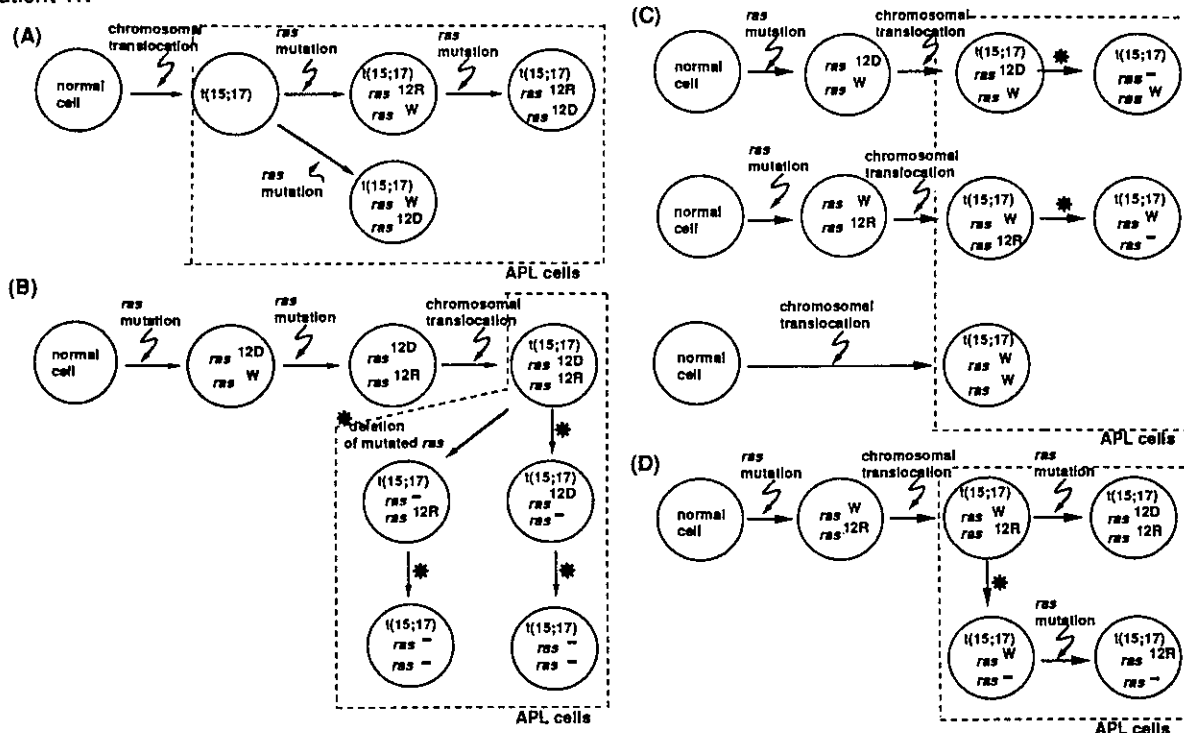 (A)
chromosomal
translocation
ras
mutation
ras
mutation
normal
cell
t(15;17)
t(15;17)
ras 12R
ras W
t(15;17)
ras 12R
ras 12D
ras
mutation
t(15;17)
ras W
ras 12D
APL cells
(B)
ras
mutation
ras
mutation
chromosomal
translocation
normal
cell
ras 12D
ras W
ras 12D
ras 12R
t(15;17)
ras 12D
ras 12R
* deletion
of mutated ras
*
t(15;17)
ras -
ras 12R
t(15;17)
ras 12D
ras -
*
*
t(15;17)
ras -
ras -
t(15;17)
ras -
ras -
APL cells
(C)
ras
mutation
chromosomal
translocation
normal
cell
ras 12D
ras W
t(15;17)
ras 12D
ras W
*
t(15;17)
ras -
ras W
ras
mutation
chromosomal
translocation
normal
cell
ras W
ras 12R
t(15;17)
ras W
ras 12R
*
t(15;17)
ras W
ras -
chromosomal
translocation
normal
cell
t(15;17)
ras W
ras W
APL cells
(D)
ras
mutation
chromosomal
translocation
ras
mutation
normal
cell
ras W
ras 12R
t(15;17)
ras W
ras 12R
t(15;17)
ras 12D
ras 12R
*
ras
mutation
t(15;17)
ras W
ras -
t(15;17)
ras 12R
ras -
APL cells